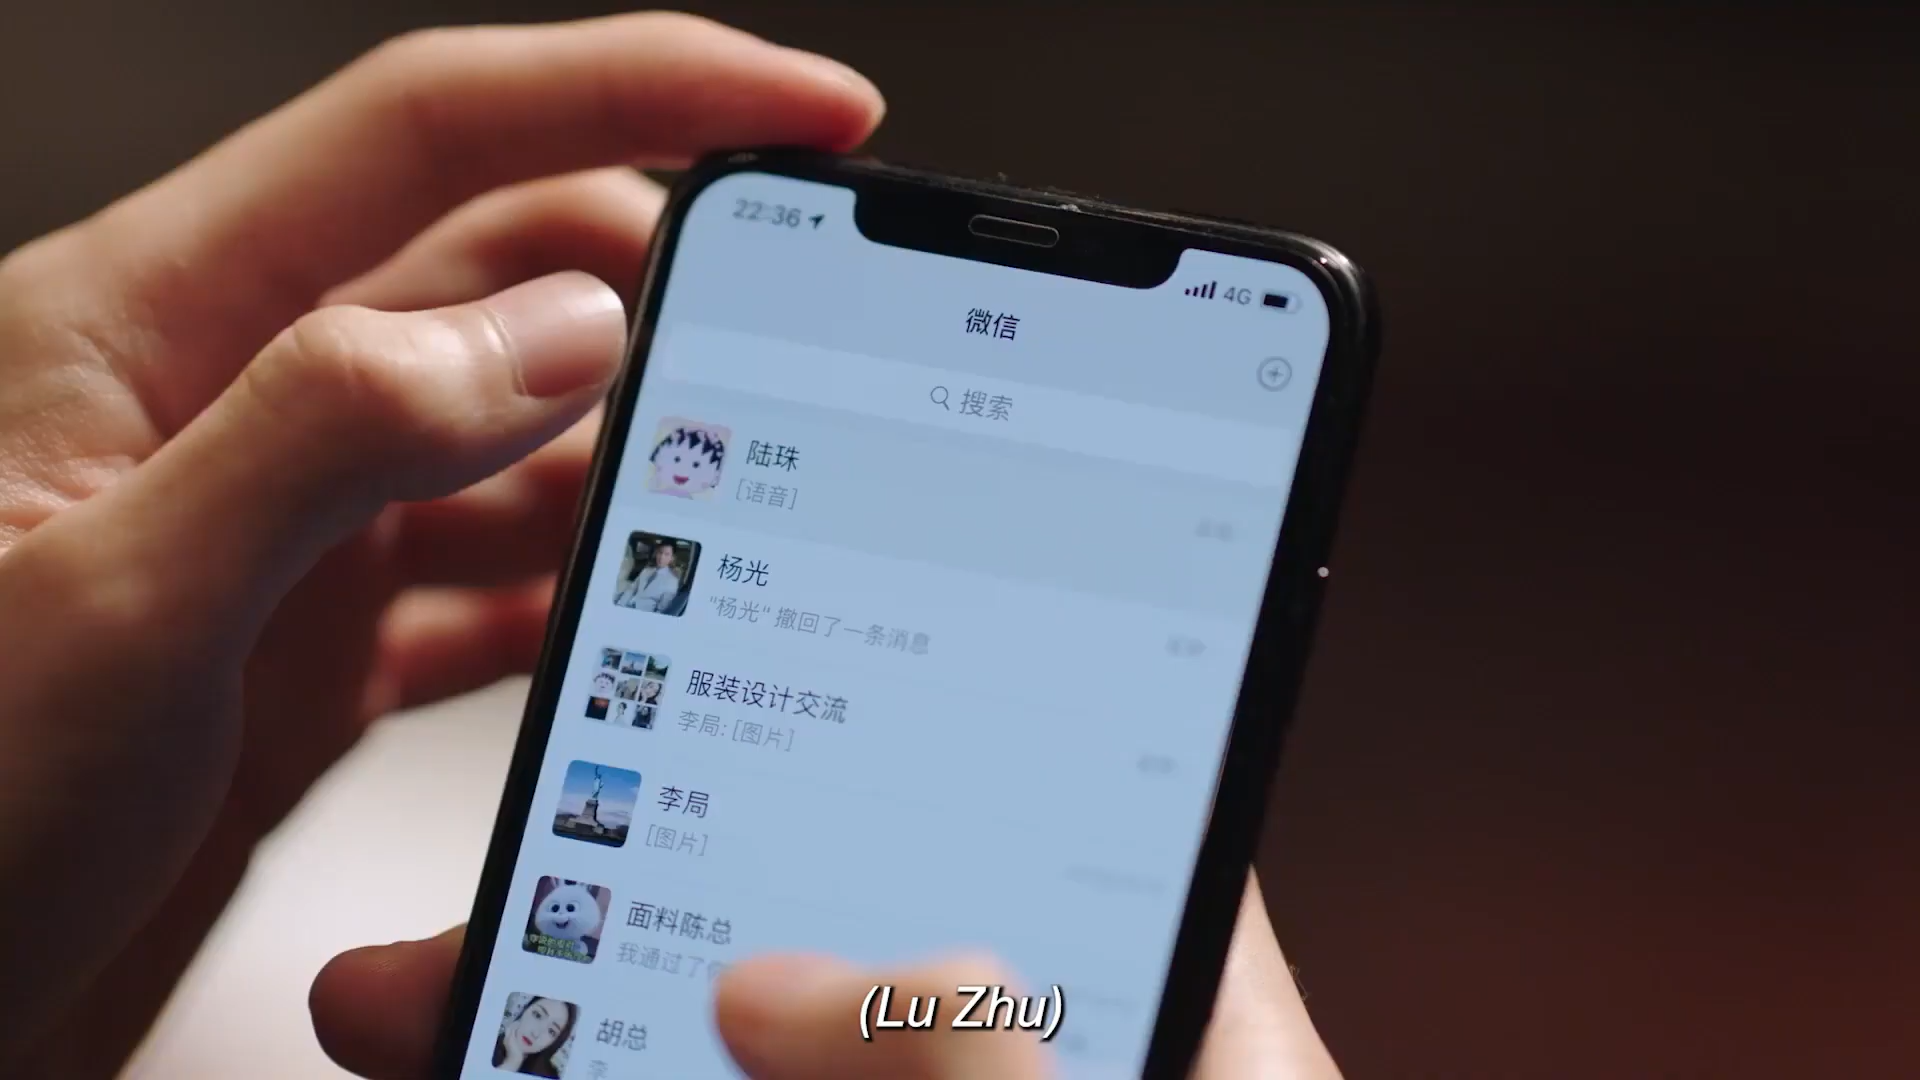 22:36
4G
微信
搜索
陆珠
[语音]
杨光
"杨光"撤回了一条消息
服装设计交流
李局: [图片]
李局
[图片]
面料陈总
我通过了
胡总
李
(Lu Zhu)